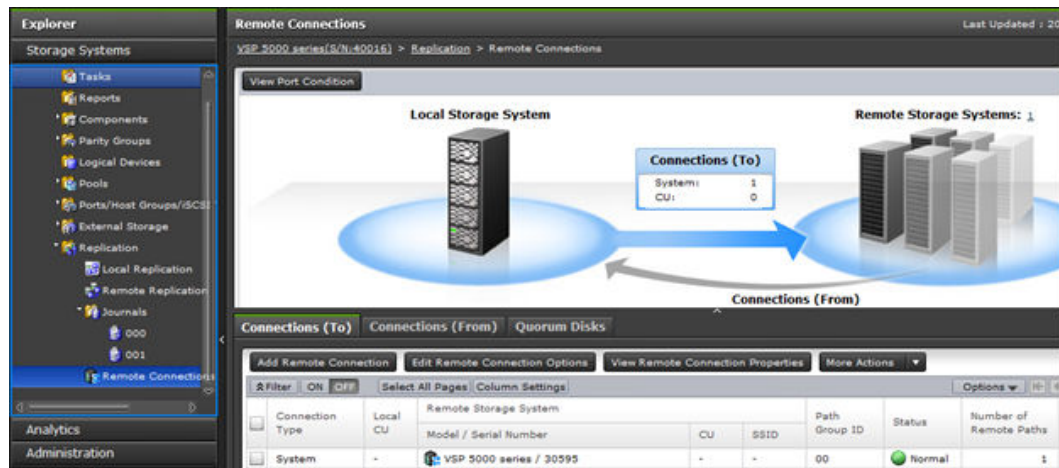 Explorer
Storage Systems
Tasks
Reports
Components
Parity Groups
Logical Devices
Pools
Ports/Host Groups/iSCSI
External Storage
Replication
Local Replication
Remote Replication
Journals
000
001
Remote Connections
Analytics
Administration
Remote Connections
Last Updated : 20
VSP 5000 series(S/N:40016) > Replication > Remote Connections
View Port Condition
Local Storage System
Remote Storage Systems: 1
Connections (To)
System: 1
CU: 0
Connections (From)
Connections (To) Connections (From) Quorum Disks
Add Remote Connection Edit Remote Connection Options View Remote Connection Properties More Actions
Filter ON OFF Select All Pages Column Settings Options
Connection Type Local CU Remote Storage System Path Group ID Status Number of Remote Paths
Model / Serial Number CU SSID
System - VSP 5000 series / 30595 - - 00 Normal 1